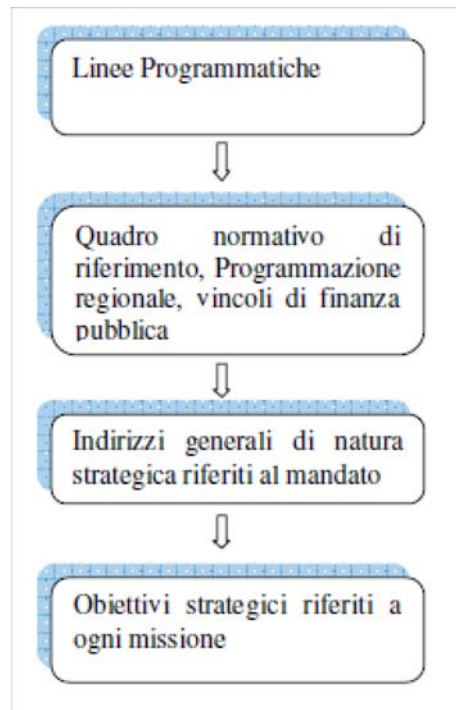 Linee Programmatiche
Quadro normativo di
riferimento, Programmazione
regionale, vincoli di finanza
pubblica
Indirizzi generali di natura
strategica riferiti al mandato
Obiettivi strategici riferiti a
ogni missione